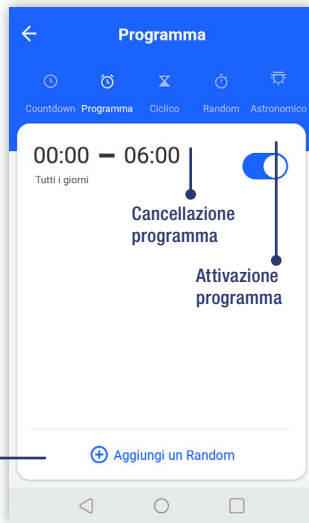 Programma
Countdown Programma Ciclico Random Astronomico
00:00 – 06:00
Tutti i giorni
Cancellazione
programma
Attivazione
programma
Aggiungi un Random